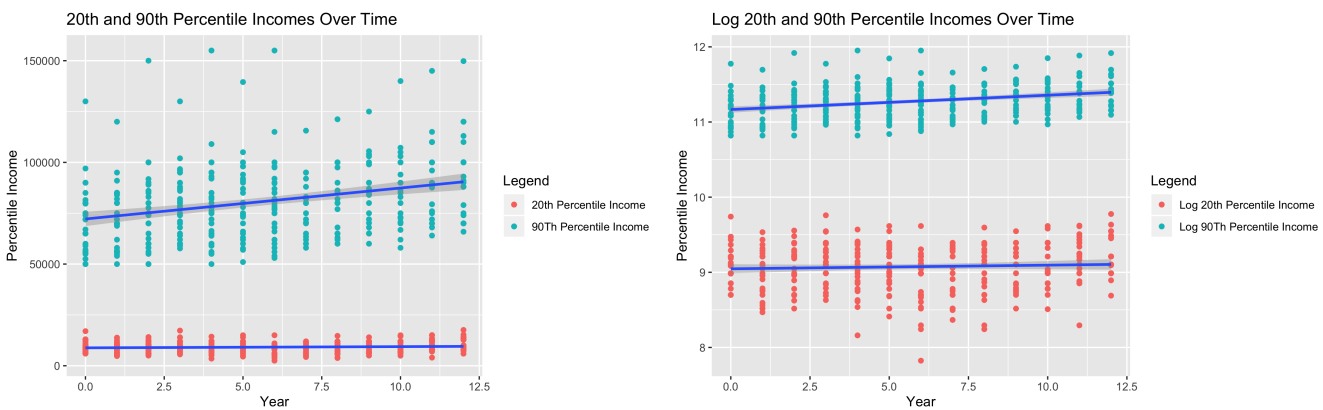 20th and 90th Percentile Incomes Over Time
Percentile Income
150000
100000
50000
0
0.0 2.5 5.0 7.5 10.0 12.5
Year
Legend
20th Percentile Income
90Th Percentile Income
Log 20th and 90th Percentile Incomes Over Time
Percentile Income
12
11
10
9
8
0.0 2.5 5.0 7.5 10.0 12.5
Year
Legend
Log 20th Percentile Income
Log 90Th Percentile Income